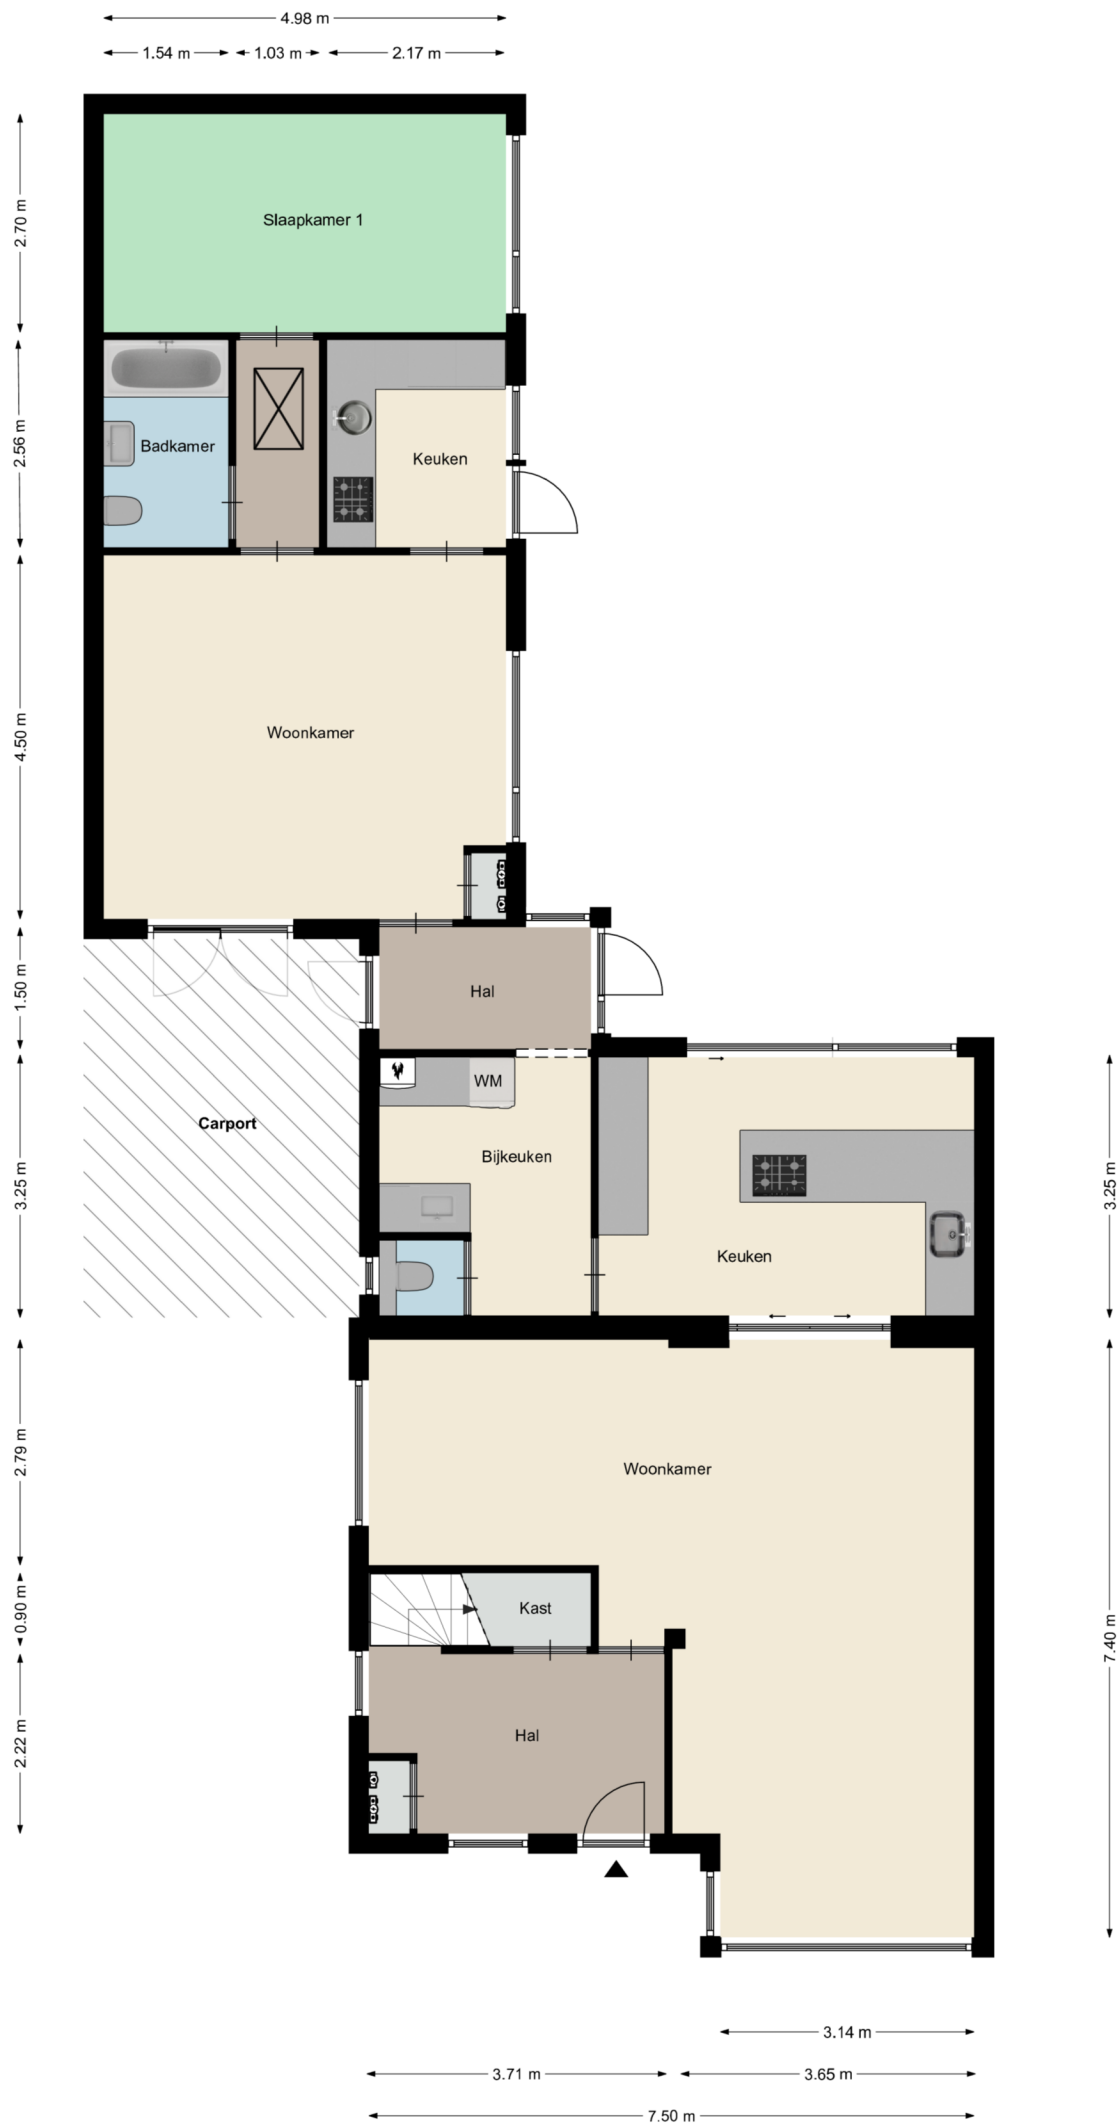 4.98 m
1.54 m
1.03 m
2.17 m
2.70 m
Slaapkamer 1
2.56 m
Badkamer
Keuken
4.50 m
Woonkamer
1.50 m
Hal
WM
Carport
Bijkeuken
3.25 m
3.25 m
Keuken
2.79 m
Woonkamer
0.90 m
Kast
7.40 m
2.22 m
Hal
3.14 m
3.71 m
3.65 m
7.50 m